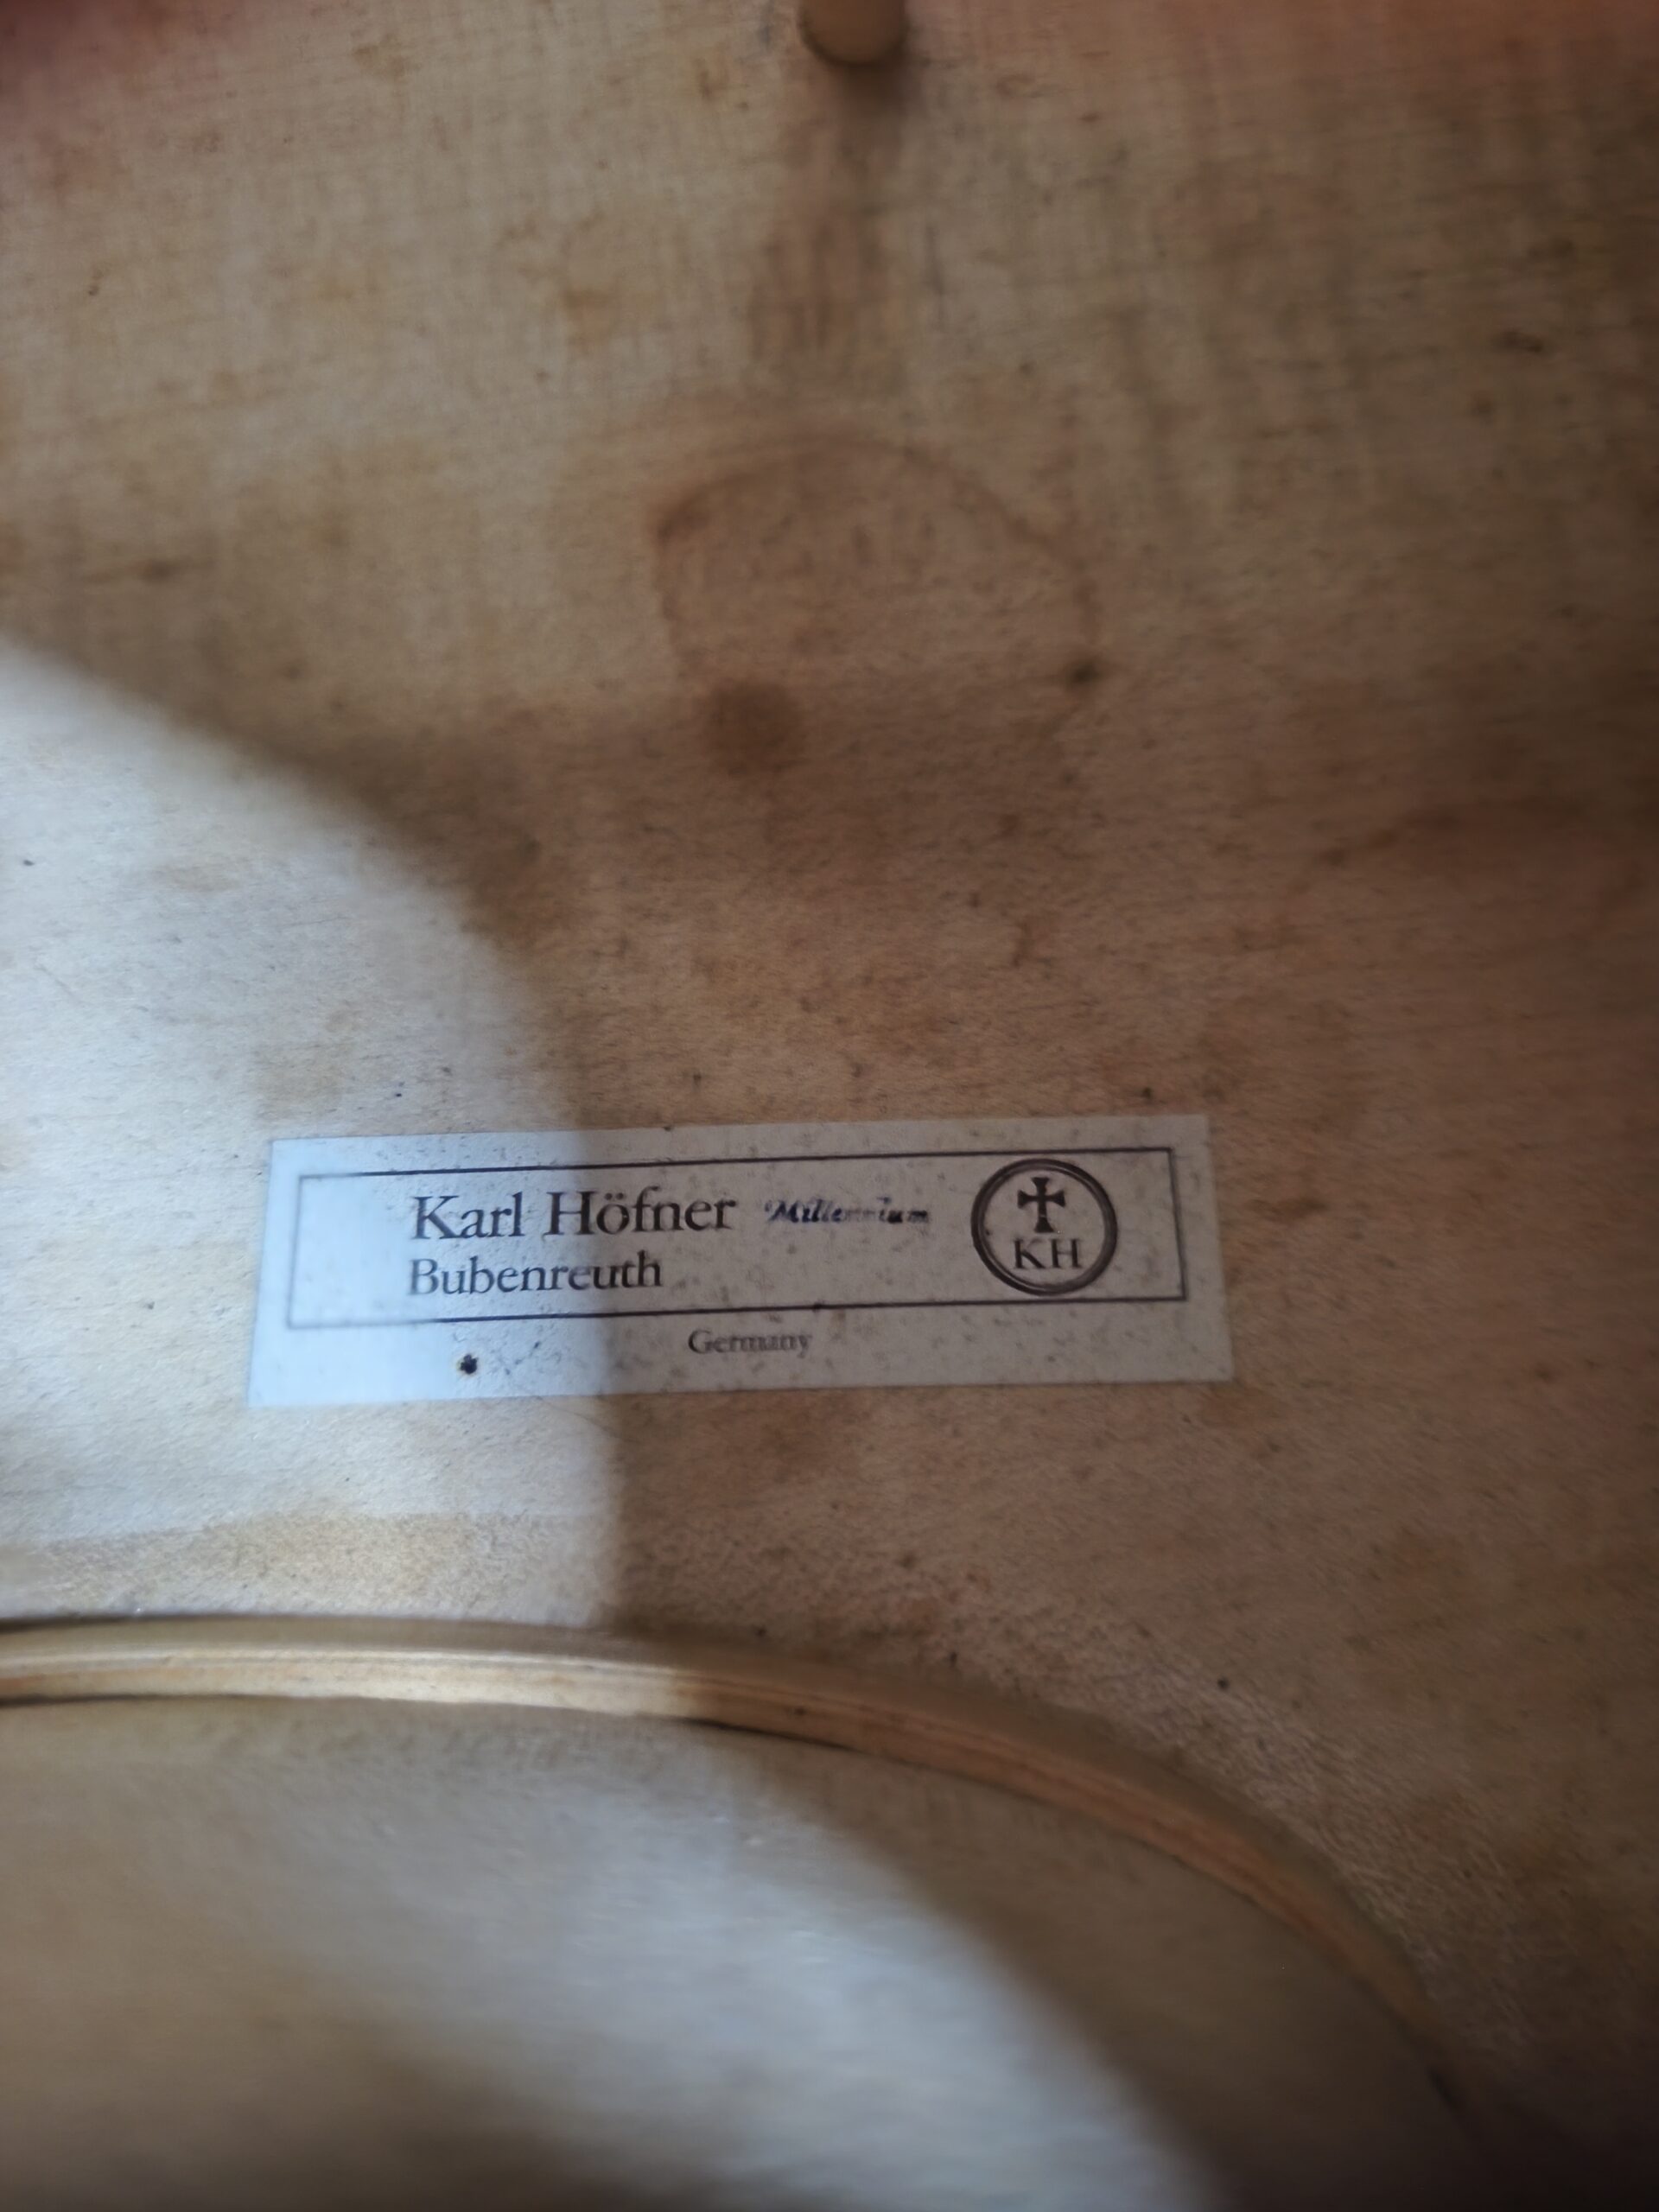 Karl Höfner Millennium
Bubenreuth
KH
Germany